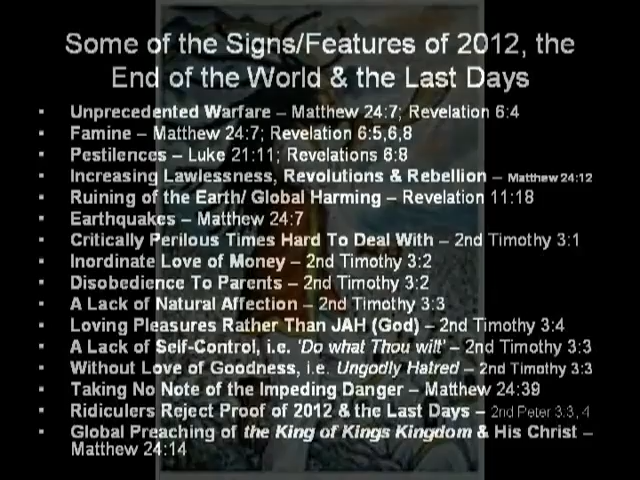 Some of the Signs/Features of 2012, the
End of the World & the Last Days
▪ Unprecedented Warfare – Matthew 24:7; Revelation 6:4
▪ Famine – Matthew 24:7; Revelation 6:5,6,8
▪ Pestilences – Luke 21:11; Revelations 6:8
▪ Increasing Lawlessness, Revolutions & Rebellion – Matthew 24:12
▪ Ruining of the Earth/ Global Harming – Revelation 11:18
▪ Earthquakes – Matthew 24:7
▪ Critically Perilous Times Hard To Deal With – 2nd Timothy 3:1
▪ Inordinate Love of Money – 2nd Timothy 3:2
▪ Disobedience To Parents – 2nd Timothy 3:2
▪ A Lack of Natural Affection – 2nd Timothy 3:3
▪ Loving Pleasures Rather Than JAH (God) – 2nd Timothy 3:4
▪ A Lack of Self-Control, i.e. 'Do what Thou wilt' – 2nd Timothy 3:3
▪ Without Love of Goodness, i.e. Ungodly Hatred – 2nd Timothy 3:3
▪ Taking No Note of the Impeding Danger – Matthew 24:39
▪ Ridiculers Reject Proof of 2012 & the Last Days – 2nd Peter 3:3, 4
▪ Global Preaching of the King of Kings Kingdom & His Christ –
Matthew 24:14